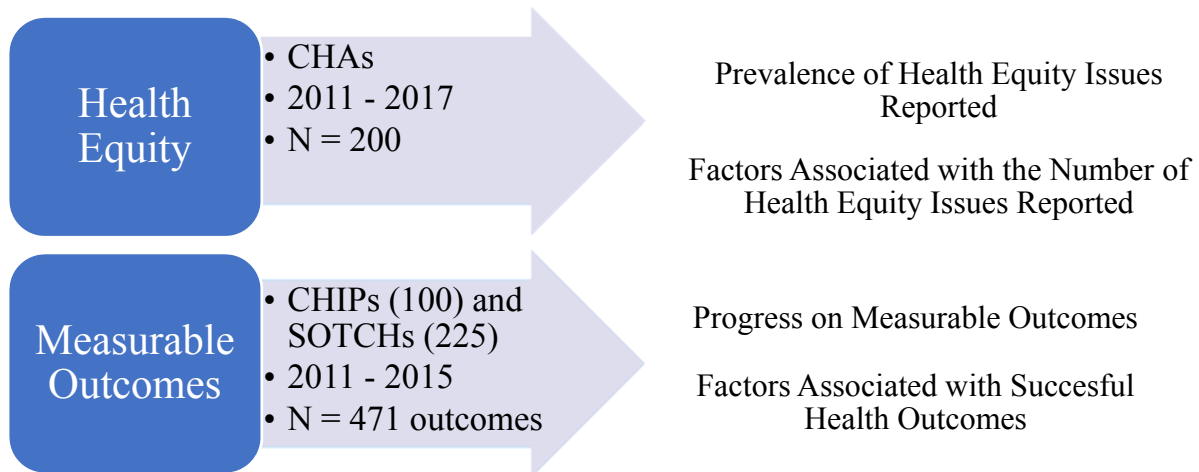 Health
Equity
• CHAs
• 2011 - 2017
• N = 200
Prevalence of Health Equity Issues
Reported
Factors Associated with the Number of
Health Equity Issues Reported
Measurable
Outcomes
• CHIPs (100) and
SOTCHs (225)
• 2011 - 2015
• N = 471 outcomes
Progress on Measurable Outcomes
Factors Associated with Succesful
Health Outcomes